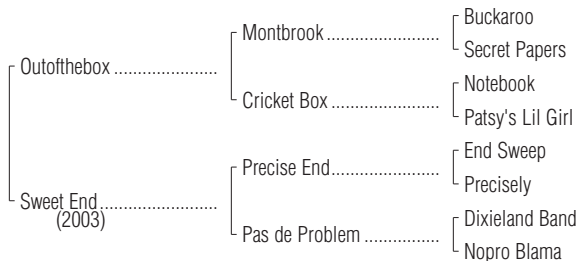 Buckaroo
Montbrook
Secret Papers
Outofthebox
Notebook
Cricket Box
Patsy's Lil Girl
End Sweep
Precise End
Precisely
Sweet End
(2003)
Dixieland Band
Pas de Problem
Nopro Blama